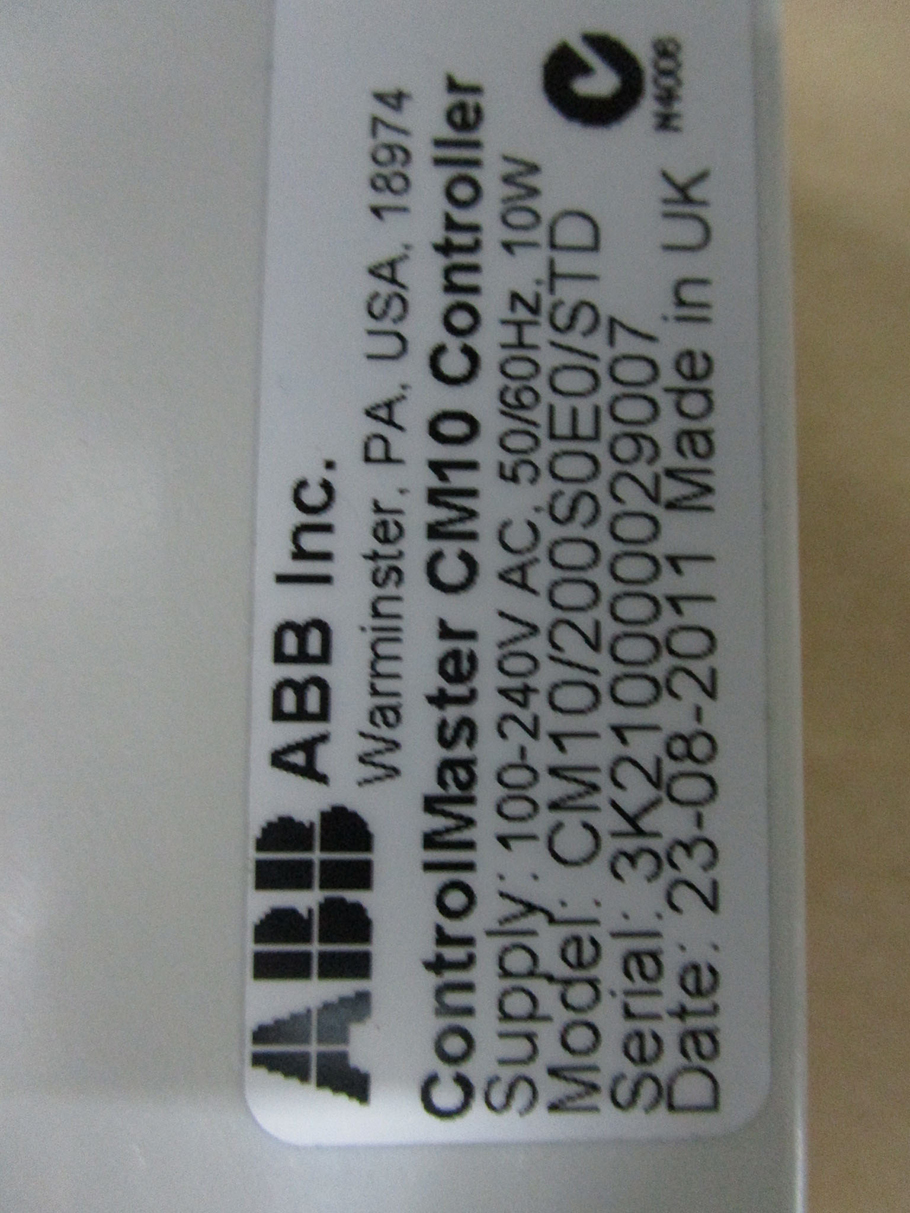 ABB ABB Inc.
Warminster, PA, USA, 18974
ControlMaster CM10 Controller
Supply: 100-240V AC, 50/60Hz, 10W
Model: CM10/200S0E0/STD
Serial: 3K210000029007
Date: 23-08-2011 Made in UK
N4006